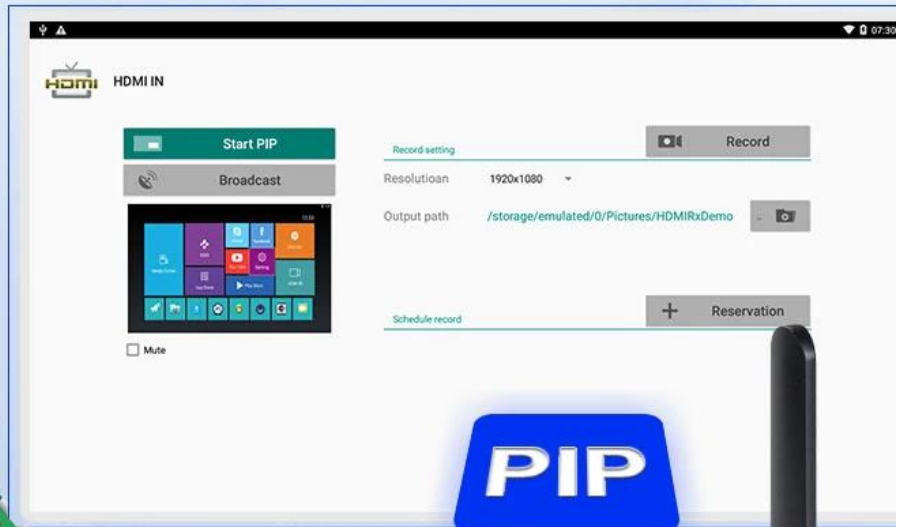 07:30
HDMI
HDMI IN
Start PIP
Broadcast
Mute
Record setting
Record
Resolutioan
1920x1080
Output path
/storage/emulated/0/Pictures/HDMIRxDemo
Schedule record
Reservation
PIP